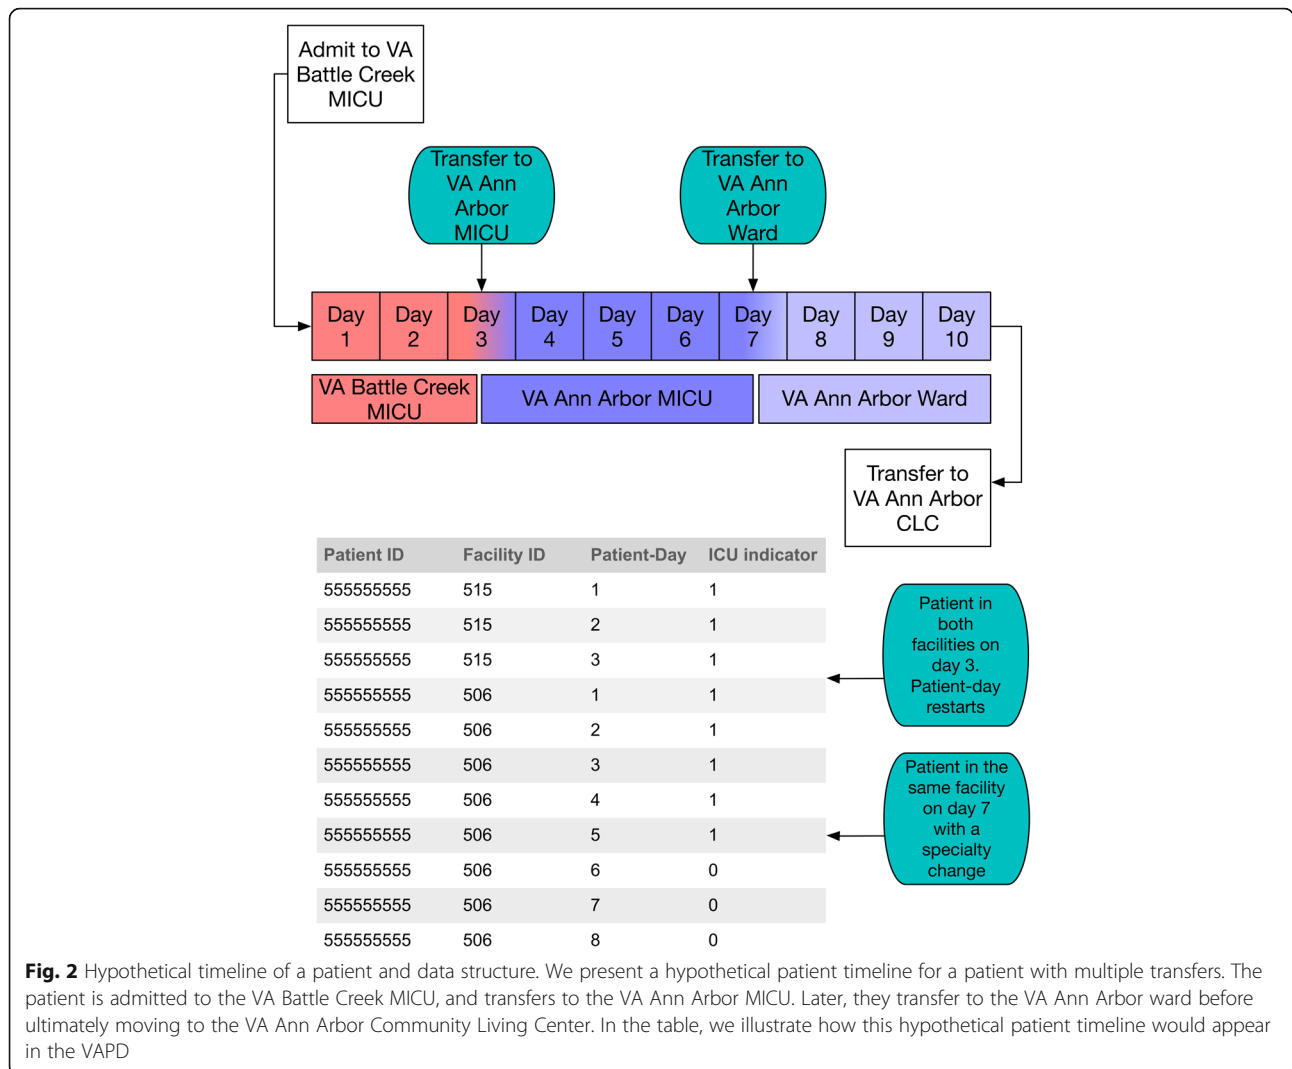 Admit to VA
Battle Creek
MICU
Transfer to
VA Ann
Arbor
MICU
Transfer to
VA Ann
Arbor
Ward
Day
1
Day
2
Day
3
Day
4
Day
5
Day
6
Day
7
Day
8
Day
9
Day
10
VA Battle Creek
MICU
VA Ann Arbor MICU
VA Ann Arbor Ward
Transfer to
VA Ann Arbor
CLC
Patient ID Facility ID Patient-Day ICU indicator
555555555 515 1 1
555555555 515 2 1
555555555 515 3 1
555555555 506 1 1
555555555 506 2 1
555555555 506 3 1
555555555 506 4 1
555555555 506 5 1
555555555 506 6 0
555555555 506 7 0
555555555 506 8 0
Patient in
both
facilities on
day 3.
Patient-day
restarts
Patient in the
same facility
on day 7
with a
specialty
change
Fig. 2 Hypothetical timeline of a patient and data structure. We present a hypothetical patient timeline for a patient with multiple transfers. The
patient is admitted to the VA Battle Creek MICU, and transfers to the VA Ann Arbor MICU. Later, they transfer to the VA Ann Arbor ward before
ultimately moving to the VA Ann Arbor Community Living Center. In the table, we illustrate how this hypothetical patient timeline would appear
in the VAPD